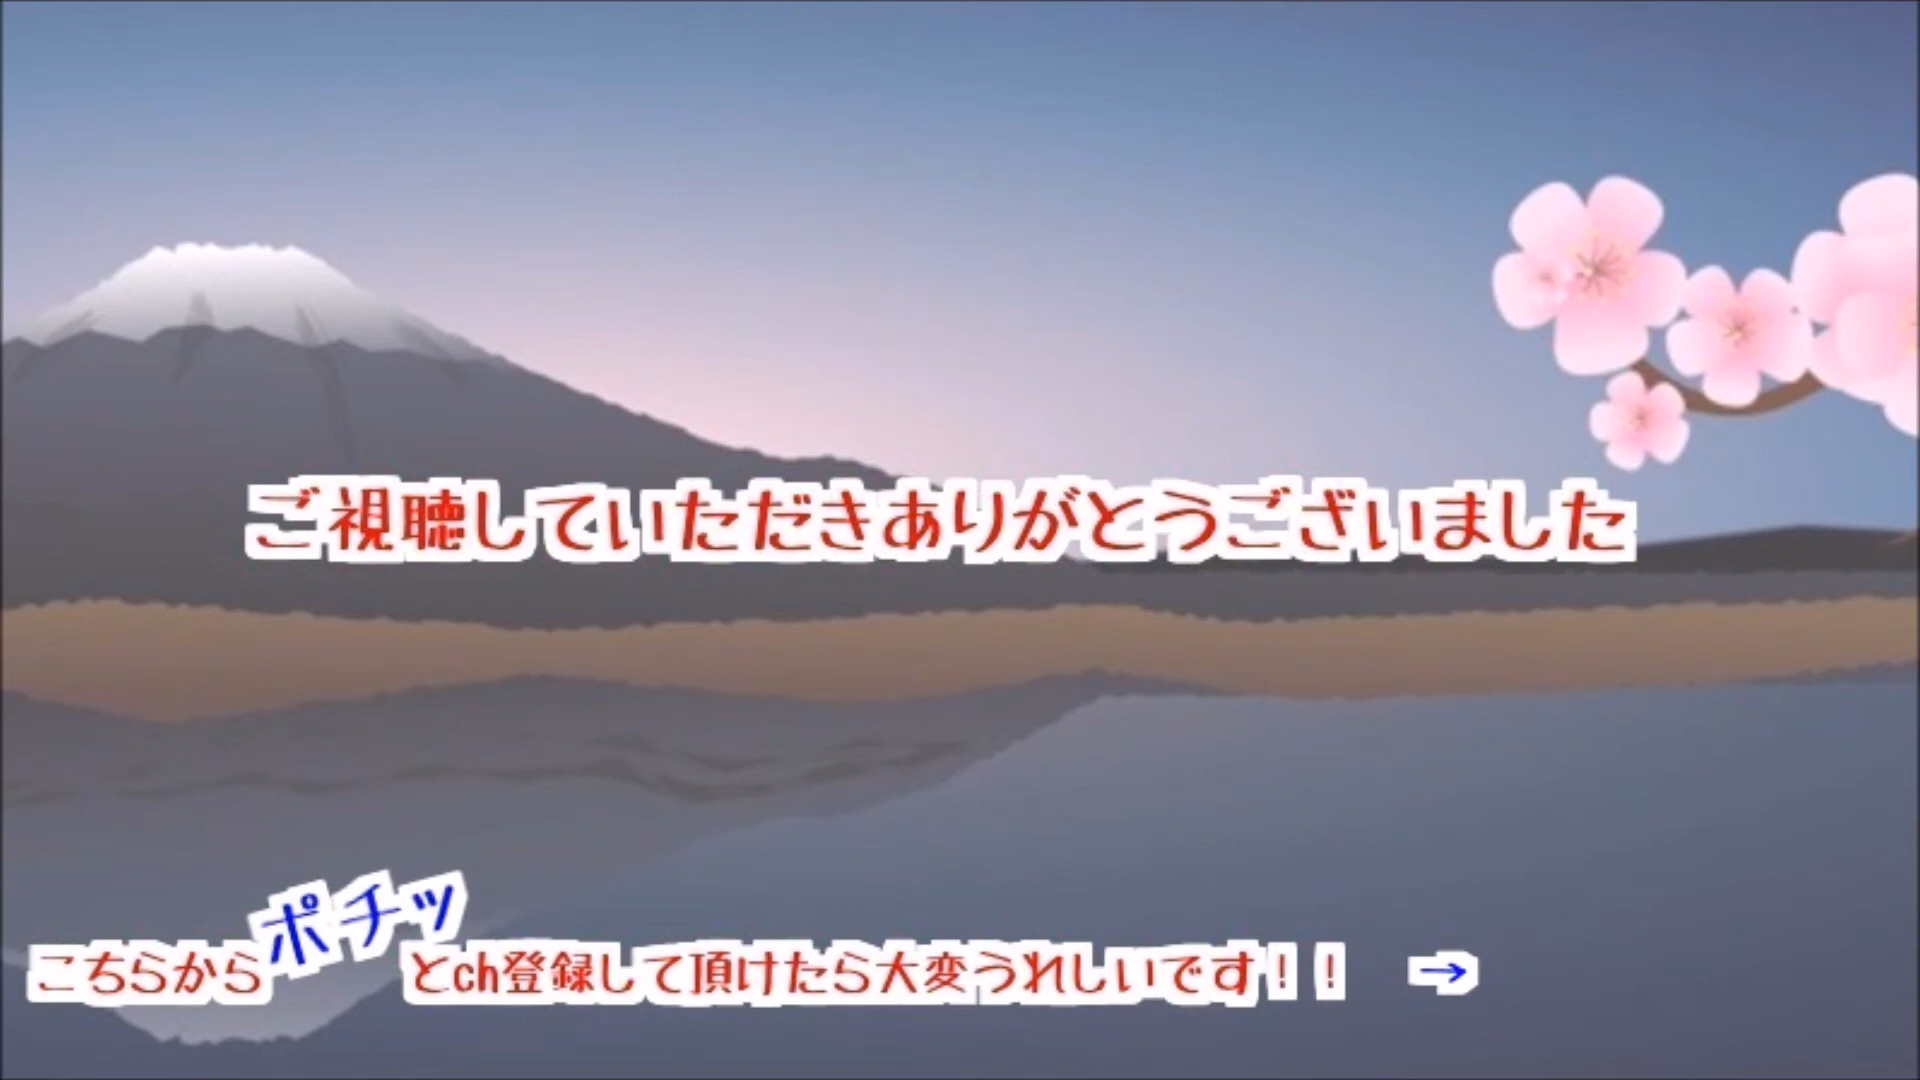 ご視聴していただきありがとうございました
こちらからポチッとch登録して頂けたら大変うれしいです！！　→